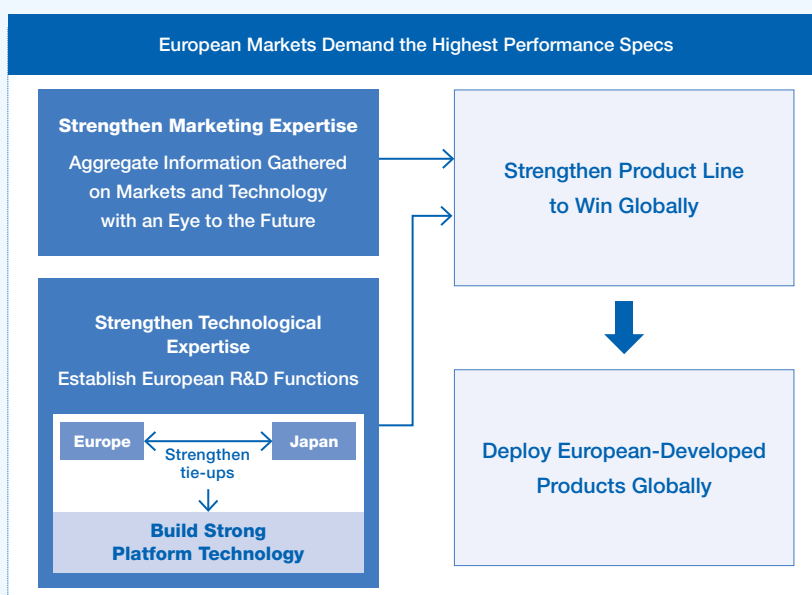 European Markets Demand the Highest Performance Specs
Strengthen Marketing Expertise
Aggregate Information Gathered
on Markets and Technology
with an Eye to the Future
Strengthen Technological
Expertise
Establish European R&D Functions
Europe
Japan
Strengthen
tie-ups
Build Strong
Platform Technology
Strengthen Product Line
to Win Globally
Deploy European-Developed
Products Globally